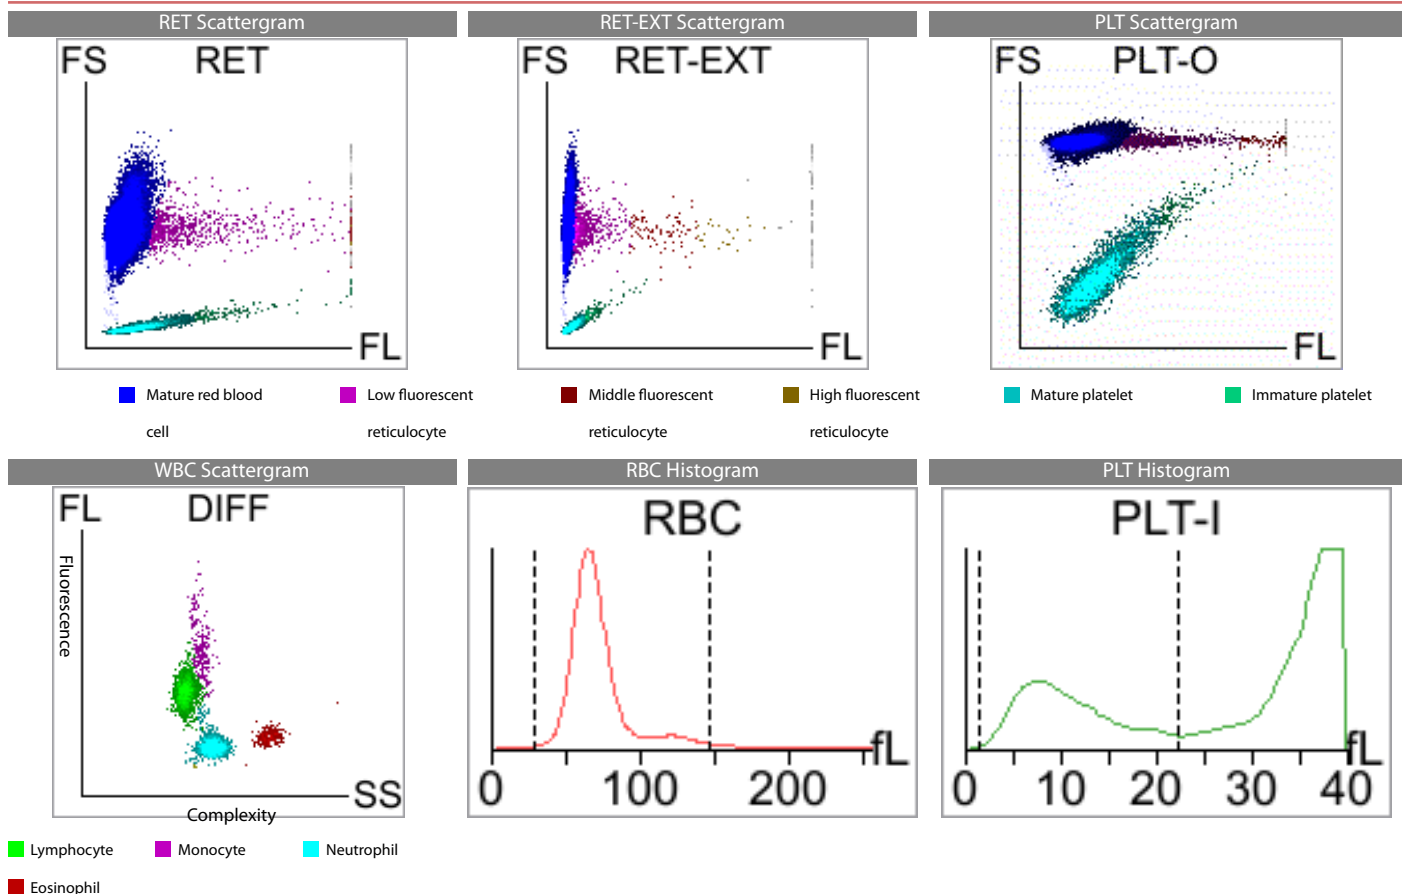 RET Scattergram
RET-EXT Scattergram
PLT Scattergram
FS RET
FL
FS RET-EXT
FL
FS PLT-O
FL
Mature red blood
cell
Low fluorescent
reticulocyte
Middle fluorescent
reticulocyte
High fluorescent
reticulocyte
Mature platelet
Immature platelet
WBC Scattergram
RBC Histogram
PLT Histogram
FL DIFF
Fluorescence
SS
Complexity
RBC
fL
0 100 200
PLT-I
fL
0 10 20 30 40
Lymphocyte
Monocyte
Neutrophil
Eosinophil